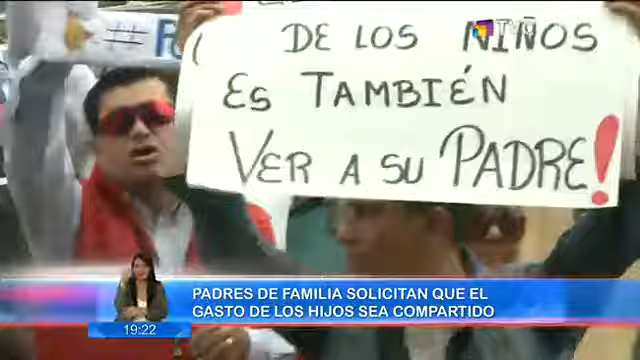 #
TVO
DE LOS NIÑOS
ES TAMBIÉN
VER A SU PADRE!
PADRES DE FAMILIA SOLICITAN QUE EL
GASTO DE LOS HIJOS SEA COMPARTIDO
19:22